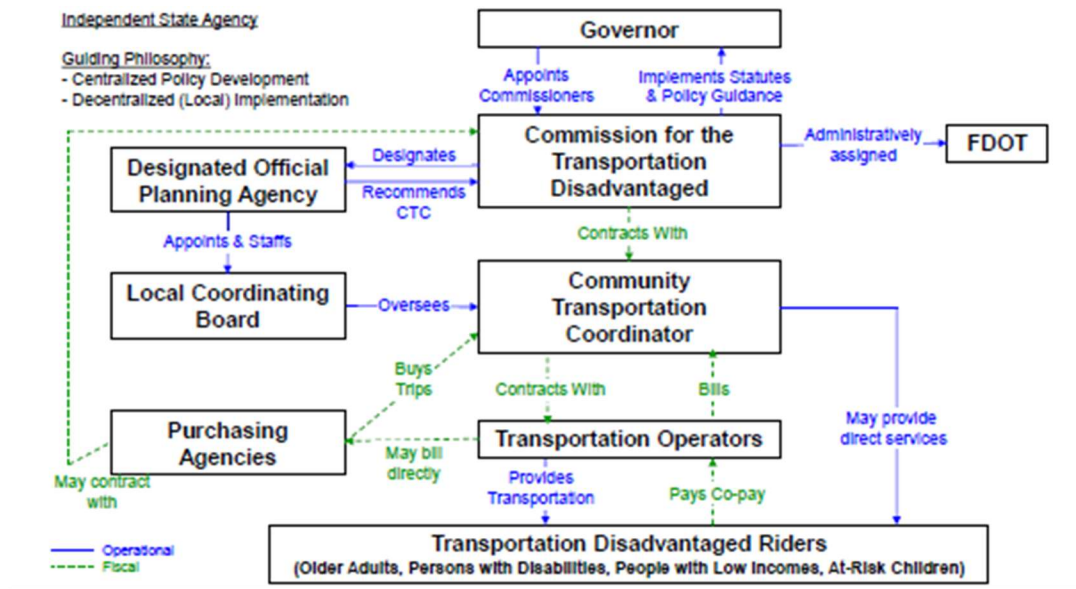 Independent State Agency
Guiding Philosophy:
- Centralized Policy Development
- Decentralized (Local) Implementation
Governor
Appoints
Commissioners
Implements Statutes
& Policy Guidance
Commission for the
Transportation
Disadvantaged
Administratively
assigned
FDOT
Designated Official
Planning Agency
Designates
Recommends
CTC
Contracts With
Appoints & Staffs
Local Coordinating
Board
Oversees
Community
Transportation
Coordinator
Buys
Trips
Contracts With
Bills
May provide
direct services
Purchasing
Agencies
May bill
directly
Transportation Operators
May contract
with
Provides
Transportation
Pays Co-pay
Transportation Disadvantaged Riders
(Older Adults, Persons with Disabilities, People with Low Incomes, At-Risk Children)
Operational
Fiscal